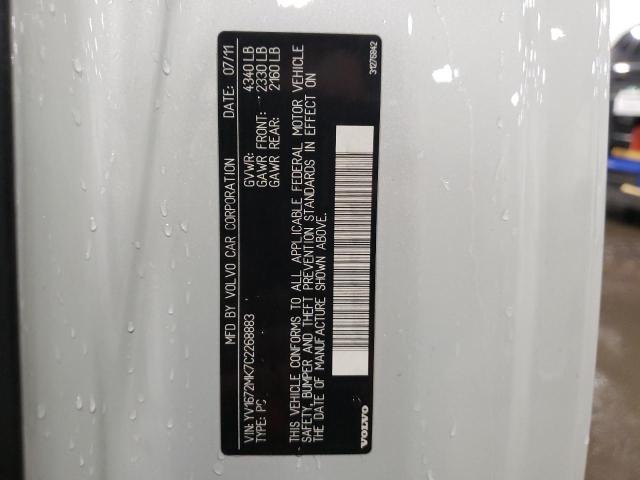 MFD BY VOLVO CAR CORPORATION DATE: 07/11
GVWR: 4340 LB
GAWR FRONT: 2330 LB
GAWR REAR: 2160 LB
VIN: YV1672MK7C2268883
TYPE: PC
THIS VEHICLE CONFORMS TO ALL APPLICABLE FEDERAL MOTOR VEHICLE
SAFETY, BUMPER AND THEFT PREVENTION STANDARDS IN EFFECT ON
THE DATE OF MANUFACTURE SHOWN ABOVE.
VOLVO
31276842